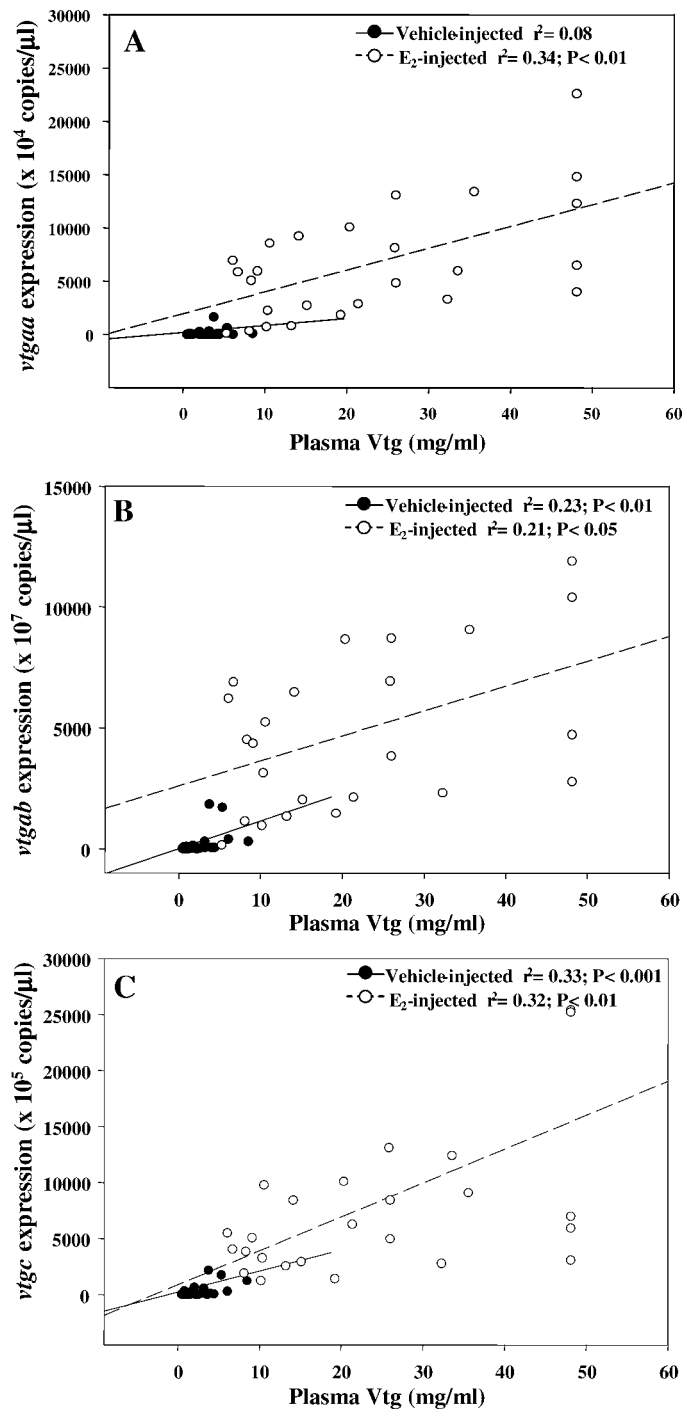 A
Vehicle-injected r²= 0.08
E₂-injected r²= 0.34; P< 0.01
30000
25000
20000
15000
10000
5000
0
vtgaa expression (x 10⁴ copies/µl)
0 10 20 30 40 50 60
Plasma Vtg (mg/ml)
B
Vehicle-injected r²= 0.23; P< 0.01
E₂-injected r²= 0.21; P< 0.05
15000
10000
5000
0
vtgab expression (x 10⁷ copies/µl)
0 10 20 30 40 50 60
Plasma Vtg (mg/ml)
C
Vehicle-injected r²= 0.33; P< 0.001
E₂-injected r²= 0.32; P< 0.01
30000
25000
20000
15000
10000
5000
0
vtgc expression (x 10⁵ copies/µl)
0 10 20 30 40 50 60
Plasma Vtg (mg/ml)